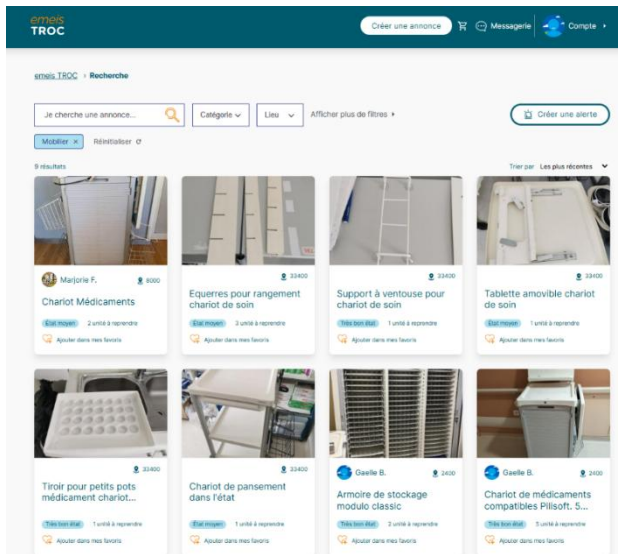 emeis
TROC
Créer une annonce
Messagerie
Compte
emeis TROC › Recherche
Je cherche une annonce...
Catégorie
Lieu
Afficher plus de filtres
Créer une alerte
Mobilier ×
Réinitialiser
9 résultats
Trier par Les plus récentes
Marjorie F. 8000
Chariot Médicaments
État moyen 2 unité à reprendre
Ajouter dans mes favoris
33400
Equerres pour rangement
chariot de soin
État moyen 3 unité à reprendre
Ajouter dans mes favoris
33400
Support à ventouse pour
chariot de soin
Très bon état 1 unité à reprendre
Ajouter dans mes favoris
33400
Tablette amovible chariot
de soin
État moyen 1 unité à reprendre
Ajouter dans mes favoris
33400
Tiroir pour petits pots
médicament chariot...
Très bon état 1 unité à reprendre
Ajouter dans mes favoris
33400
Chariot de pansement
dans l'état
État moyen 1 unité à reprendre
Ajouter dans mes favoris
Gaelle B. 2400
Armoire de stockage
modulo classic
Très bon état 2 unité à reprendre
Ajouter dans mes favoris
Gaelle B. 2400
Chariot de médicaments
compatibles Pilisoft. 5...
Très bon état 3 unité à reprendre
Ajouter dans mes favoris